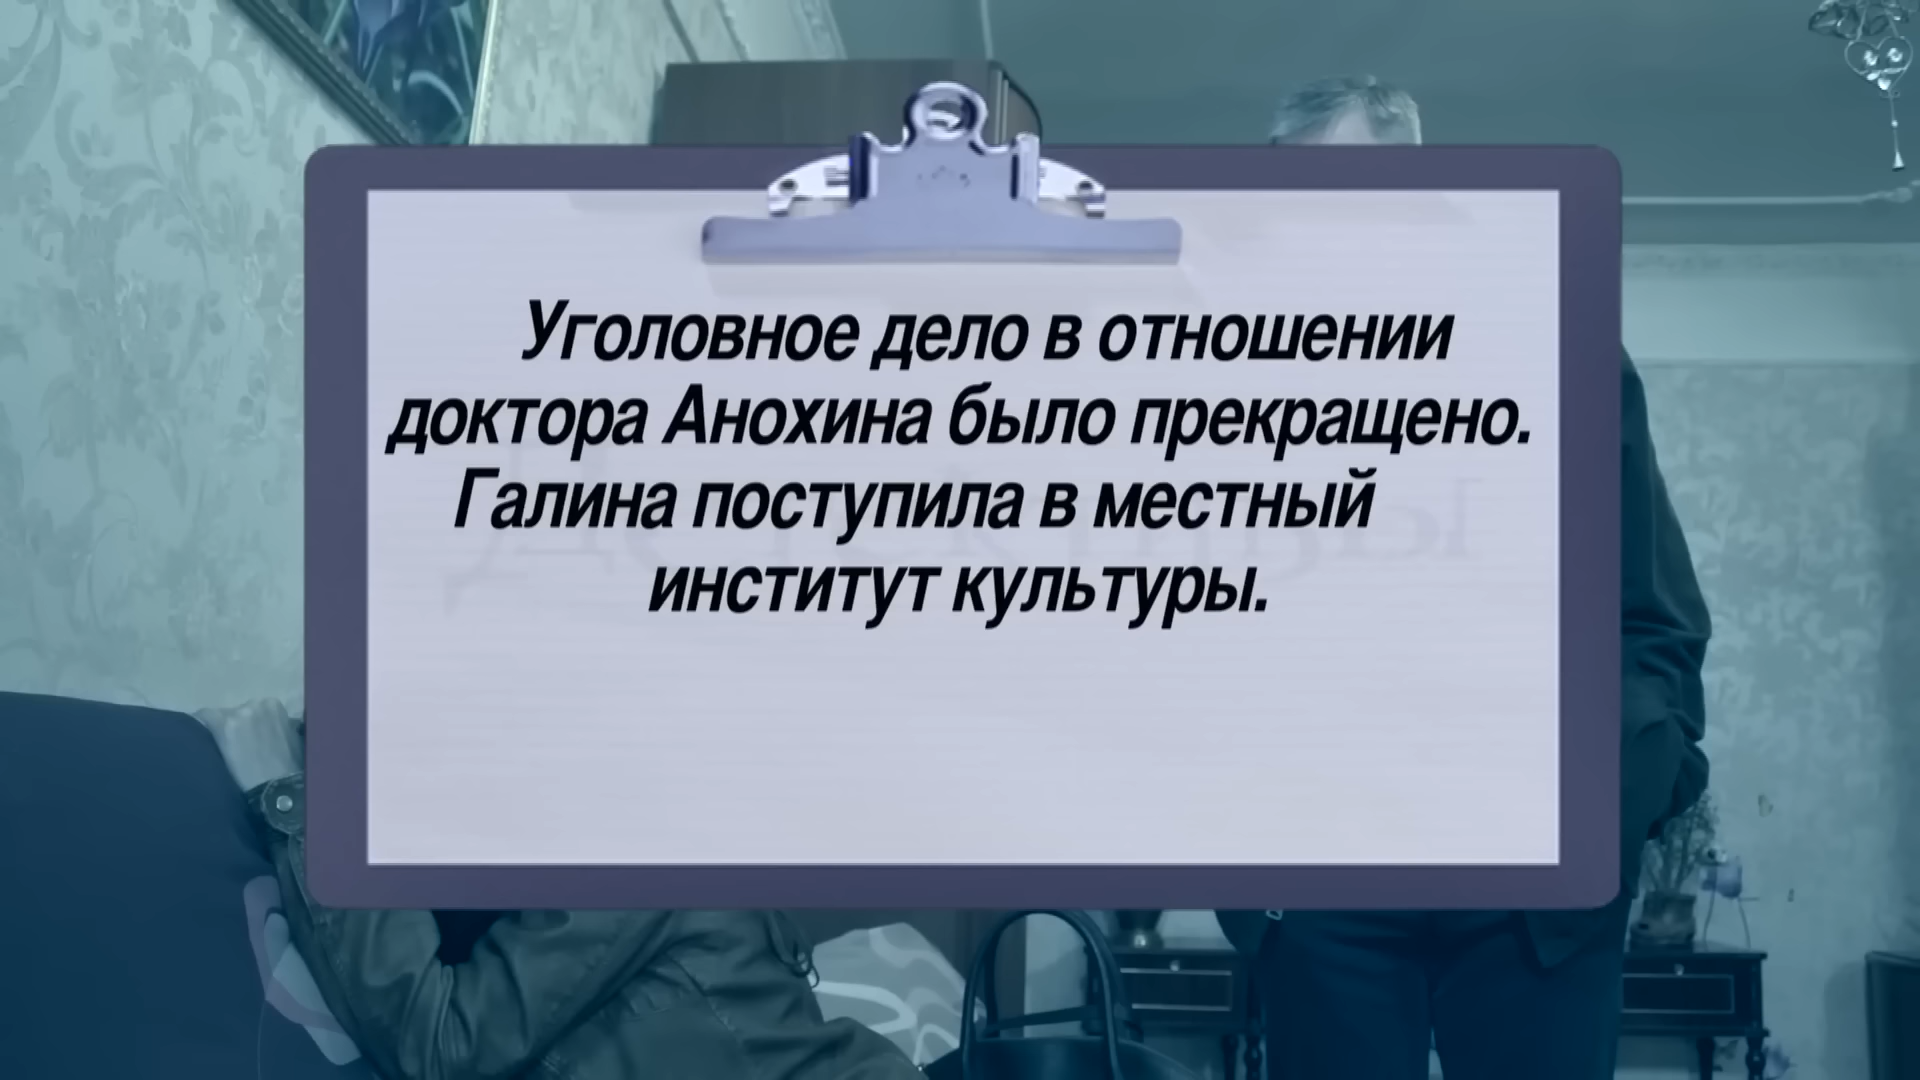 Уголовное дело в отношении
доктора Анохина было прекращено.
Галина поступила в местный
институт культуры.